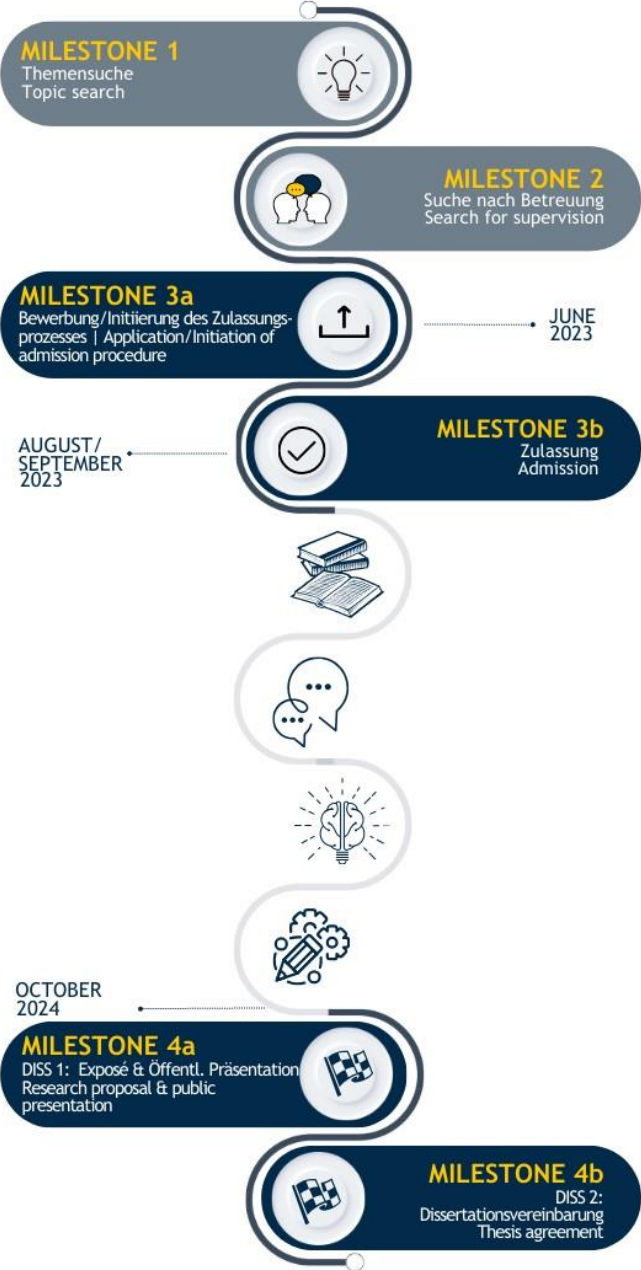 MILESTONE 1
Themensuche
Topic search
MILESTONE 2
Suche nach Betreuung
Search for supervision
MILESTONE 3a
Bewerbung/Initiierung des Zulassungs-
prozesses | Application/Initiation of
admission procedure
JUNE
2023
MILESTONE 3b
Zulassung
Admission
AUGUST/
SEPTEMBER
2023
OCTOBER
2024
MILESTONE 4a
DISS 1: Exposé & Öffentl. Präsentation
Research proposal & public
presentation
MILESTONE 4b
DISS 2:
Dissertationsvereinbarung
Thesis agreement